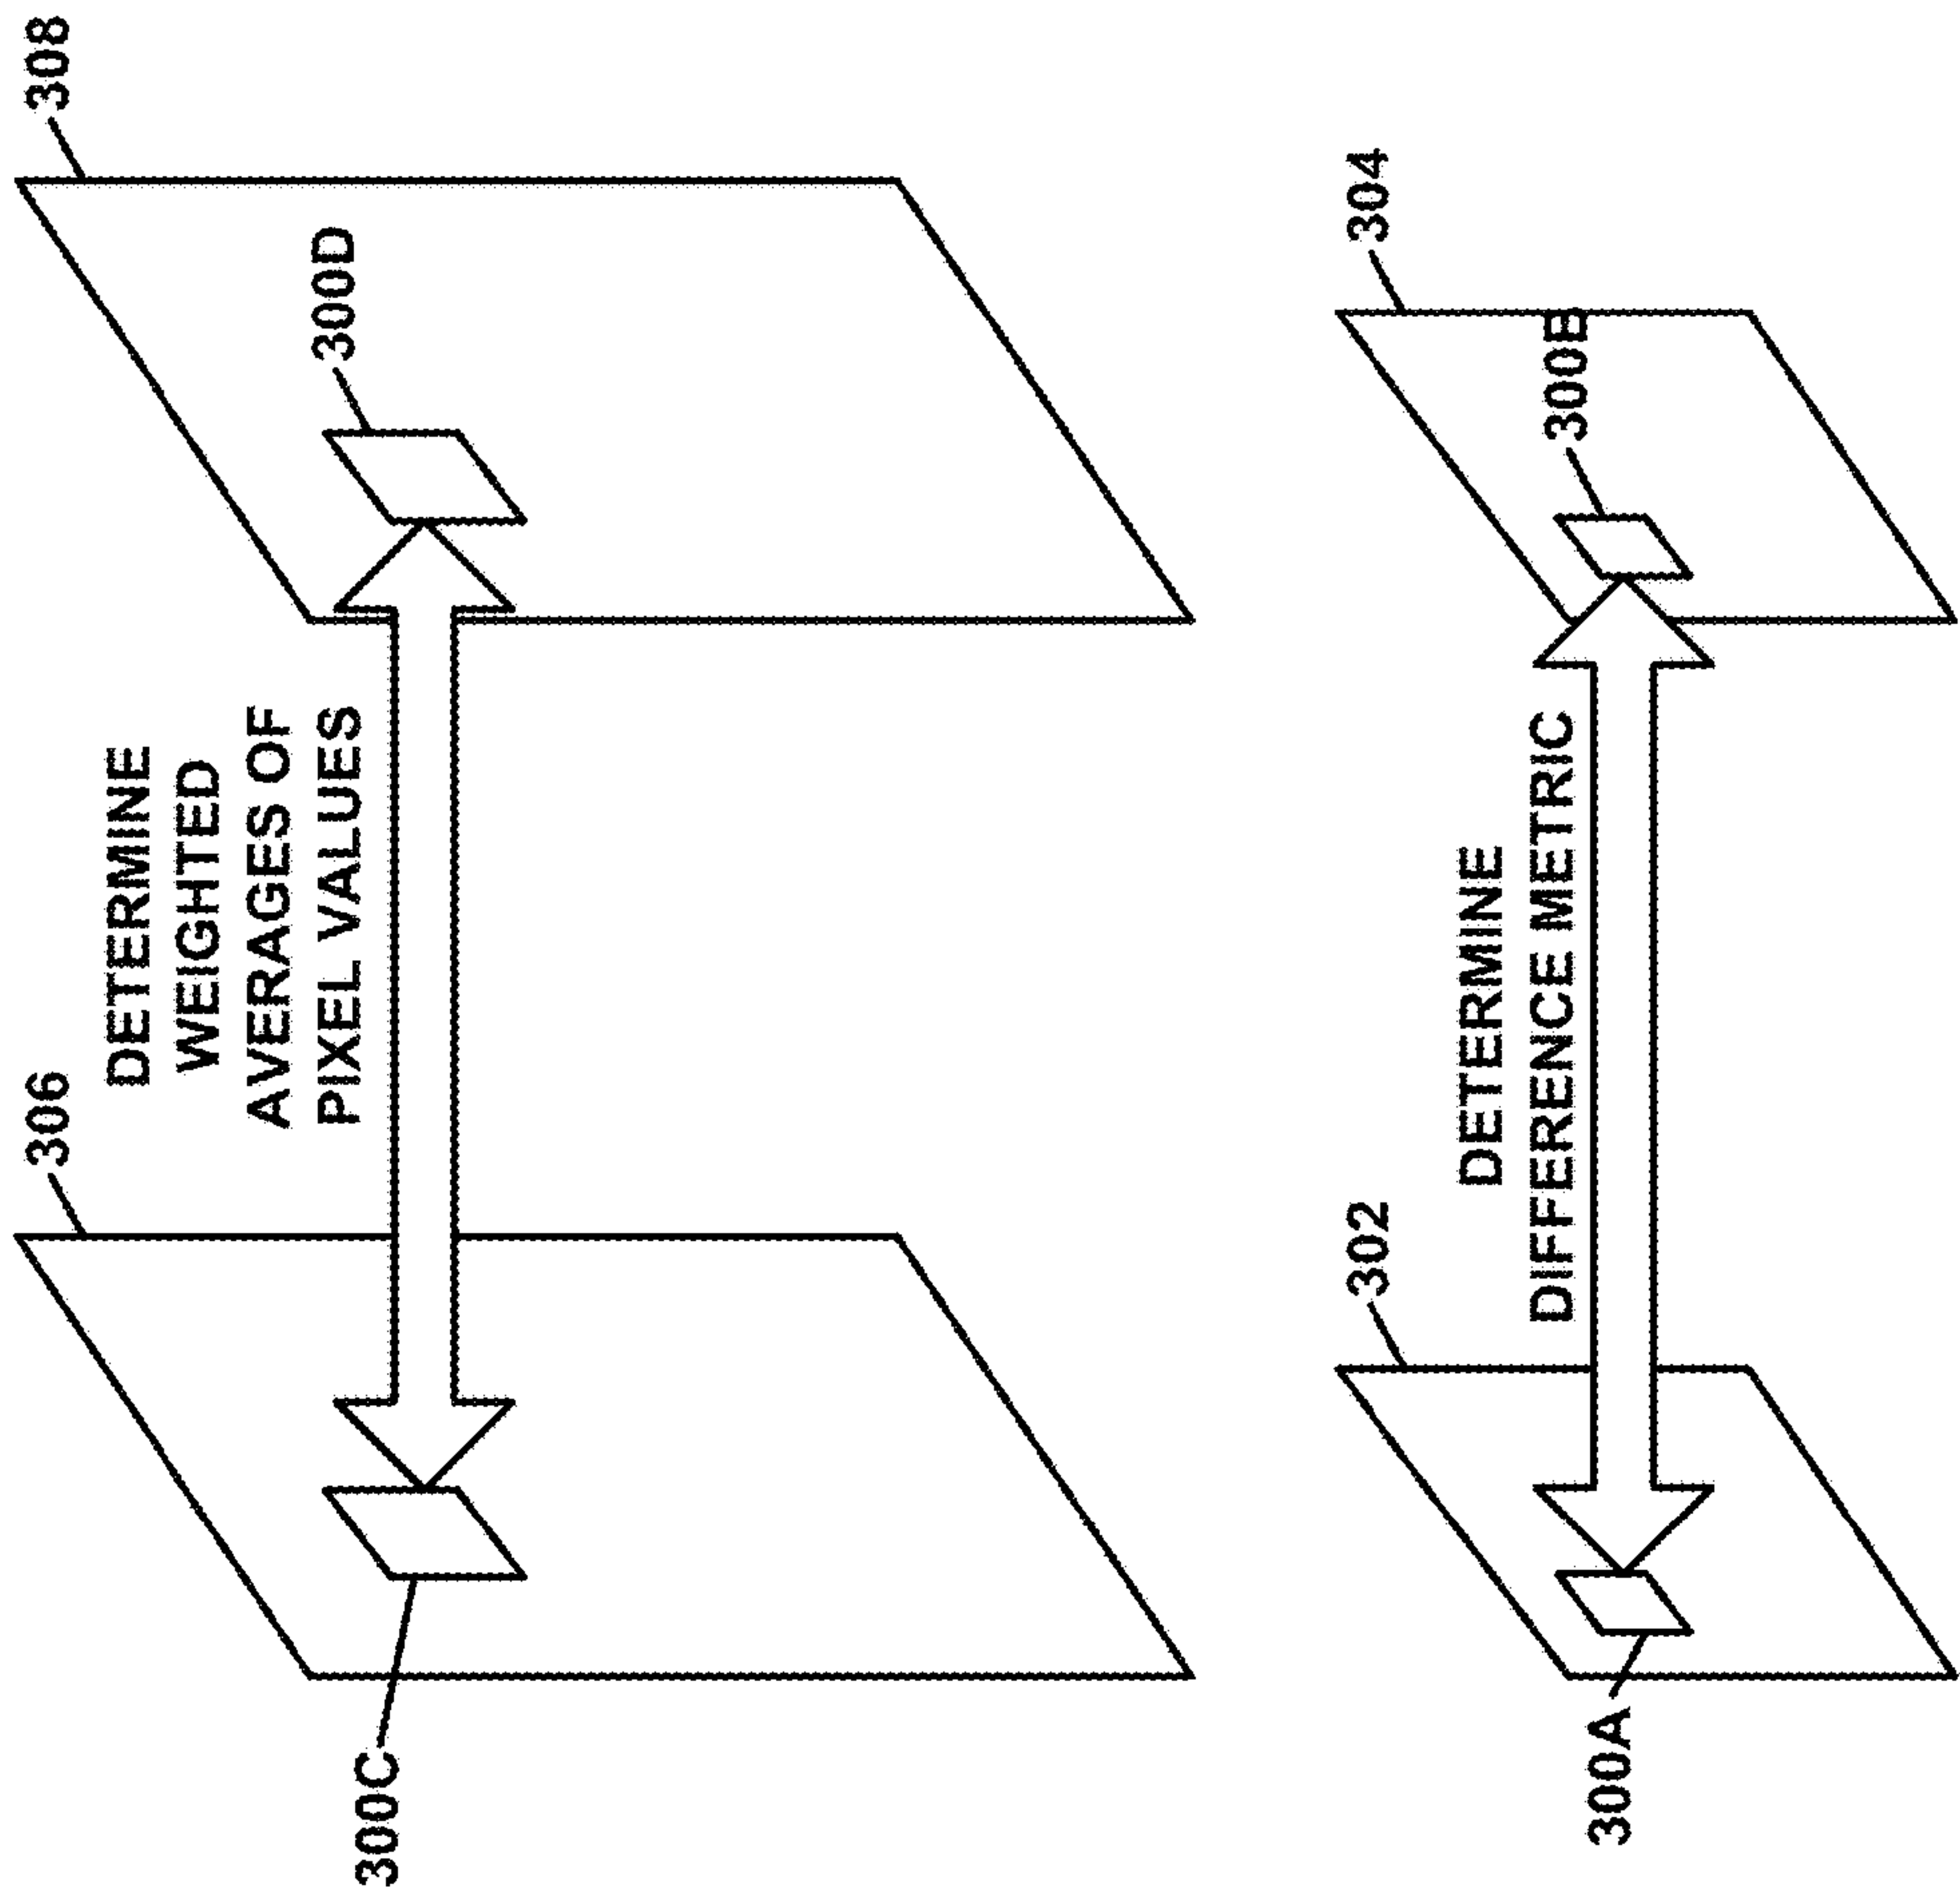 306
308
DETERMINE
WEIGHTED
AVERAGES OF
PIXEL VALUES
300D
300C
302
304
DETERMINE
DIFFERENCE METRIC
300B
300A